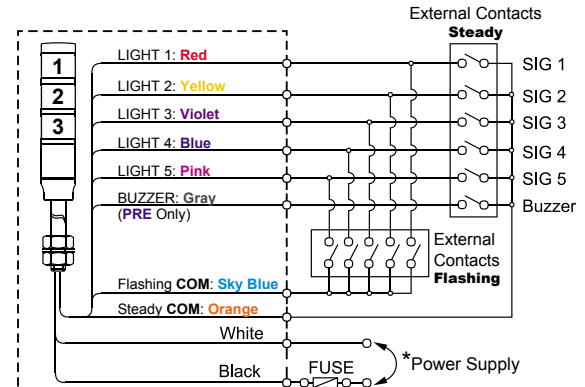 External Contacts
Steady
1
2
3
LIGHT 1: Red
LIGHT 2: Yellow
LIGHT 3: Violet
LIGHT 4: Blue
LIGHT 5: Pink
BUZZER: Gray
(PRE Only)
SIG 1
SIG 2
SIG 3
SIG 4
SIG 5
Buzzer
External
Contacts
Flashing
Flashing COM: Sky Blue
Steady COM: Orange
White
Black
FUSE
*Power Supply